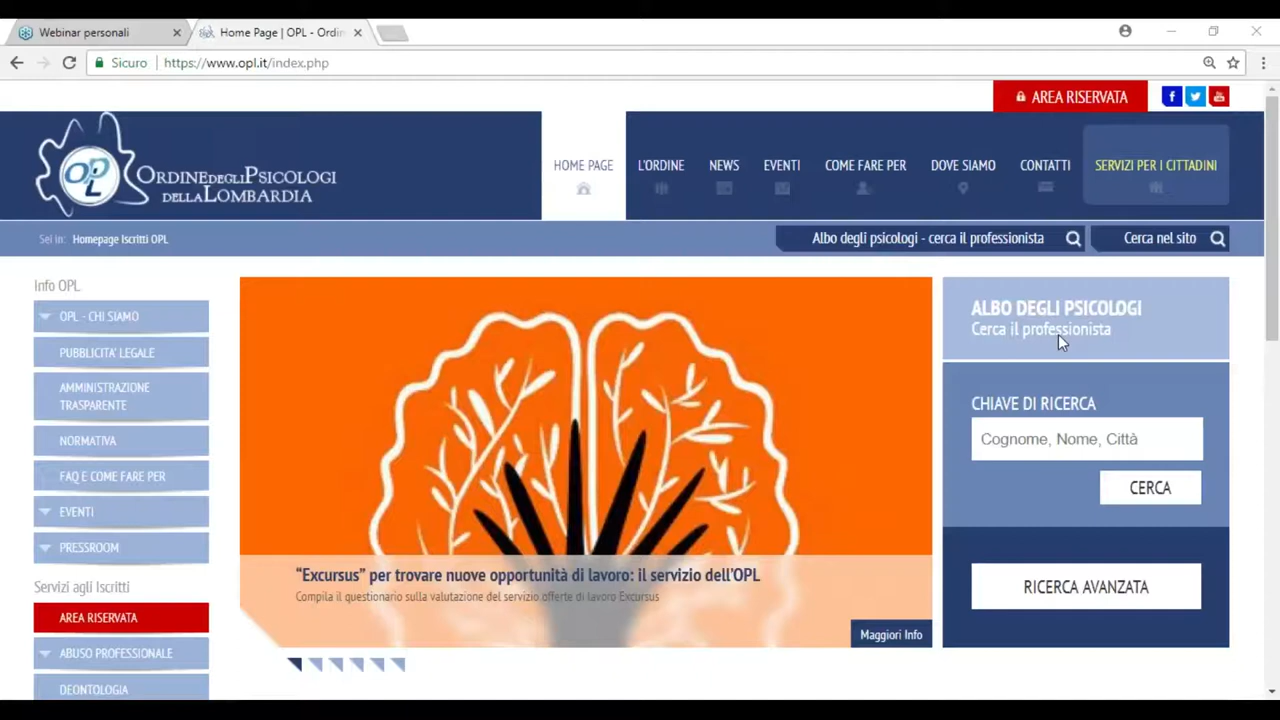 Webinar personali
Home Page | OPL - Ordin
Sicuro
https://www.opl.it/index.php
AREA RISERVATA
OPL
ORDINE DEGLI PSICOLOGI
DELLA LOMBARDIA
HOME PAGE
L'ORDINE
NEWS
EVENTI
COME FARE PER
DOVE SIAMO
CONTATTI
SERVIZI PER I CITTADINI
Sei in: Homepage Iscritti OPL
Albo degli psicologi - cerca il professionista
Cerca nel sito
Info OPL
OPL - CHI SIAMO
PUBBLICITA' LEGALE
AMMINISTRAZIONE
TRASPARENTE
NORMATIVA
FAQ E COME FARE PER
EVENTI
PRESSROOM
Servizi agli Iscritti
AREA RISERVATA
ABUSO PROFESSIONALE
DEONTOLOGIA
“Excursus” per trovare nuove opportunità di lavoro: il servizio dell’OPL
Compila il questionario sulla valutazione del servizio offerte di lavoro Excursus
Maggiori Info
ALBO DEGLI PSICOLOGI
Cerca il professionista
CHIAVE DI RICERCA
Cognome, Nome, Città
CERCA
RICERCA AVANZATA